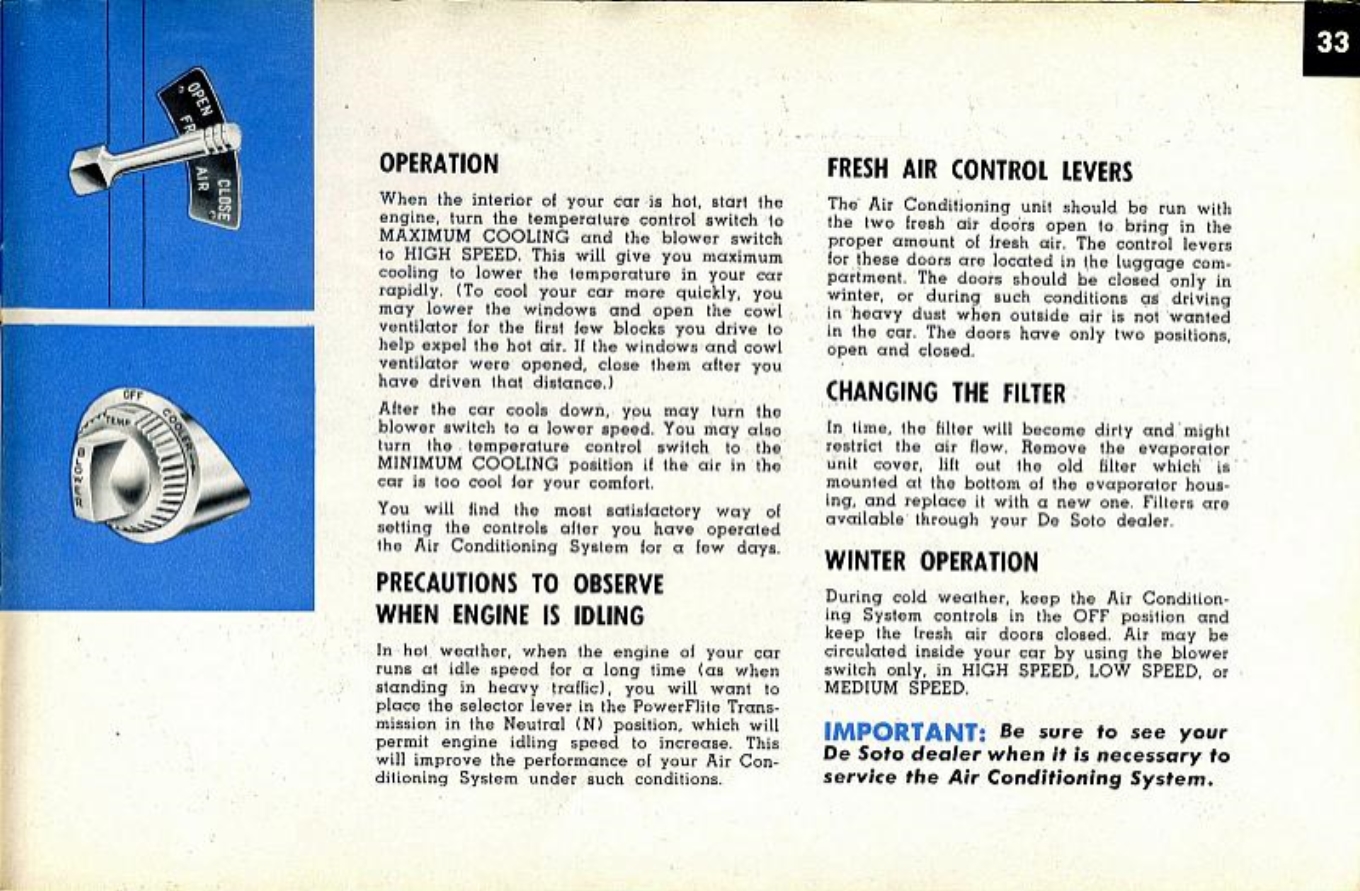 33
OPEN
FR
AIR
CLOSE
OFF
COOLER
TEMP
BLOWER
OPERATION
When the interior of your car is hot, start the
engine, turn the temperature control switch to
MAXIMUM COOLING and the blower switch
to HIGH SPEED. This will give you maximum
cooling to lower the temperature in your car
rapidly. (To cool your car more quickly, you
may lower the windows and open the cowl
ventilator for the first few blocks you drive to
help expel the hot air. If the windows and cowl
ventilator were opened, close them after you
have driven that distance.)
After the car cools down, you may turn the
blower switch to a lower speed. You may also
turn the temperature control switch to the
MINIMUM COOLING position if the air in the
car is too cool for your comfort.
You will find the most satisfactory way of
setting the controls after you have operated
the Air Conditioning System for a few days.
PRECAUTIONS TO OBSERVE
WHEN ENGINE IS IDLING
In hot weather, when the engine of your car
runs at idle speed for a long time (as when
standing in heavy traffic), you will want to
place the selector lever in the PowerFlite Trans-
mission in the Neutral (N) position, which will
permit engine idling speed to increase. This
will improve the performance of your Air Con-
ditioning System under such conditions.
FRESH AIR CONTROL LEVERS
The Air Conditioning unit should be run with
the two fresh air doors open to bring in the
proper amount of fresh air. The control levers
for these doors are located in the luggage com-
partment. The doors should be closed only in
winter, or during such conditions as driving
in heavy dust when outside air is not wanted
in the car. The doors have only two positions,
open and closed.
CHANGING THE FILTER
In time, the filter will become dirty and might
restrict the air flow. Remove the evaporator
unit cover, lift out the old filter which is
mounted at the bottom of the evaporator hous-
ing, and replace it with a new one. Filters are
available through your De Soto dealer.
WINTER OPERATION
During cold weather, keep the Air Condition-
ing System controls in the OFF position and
keep the fresh air doors closed. Air may be
circulated inside your car by using the blower
switch only, in HIGH SPEED, LOW SPEED, or
MEDIUM SPEED.
IMPORTANT: Be sure to see your
De Soto dealer when it is necessary to
service the Air Conditioning System.